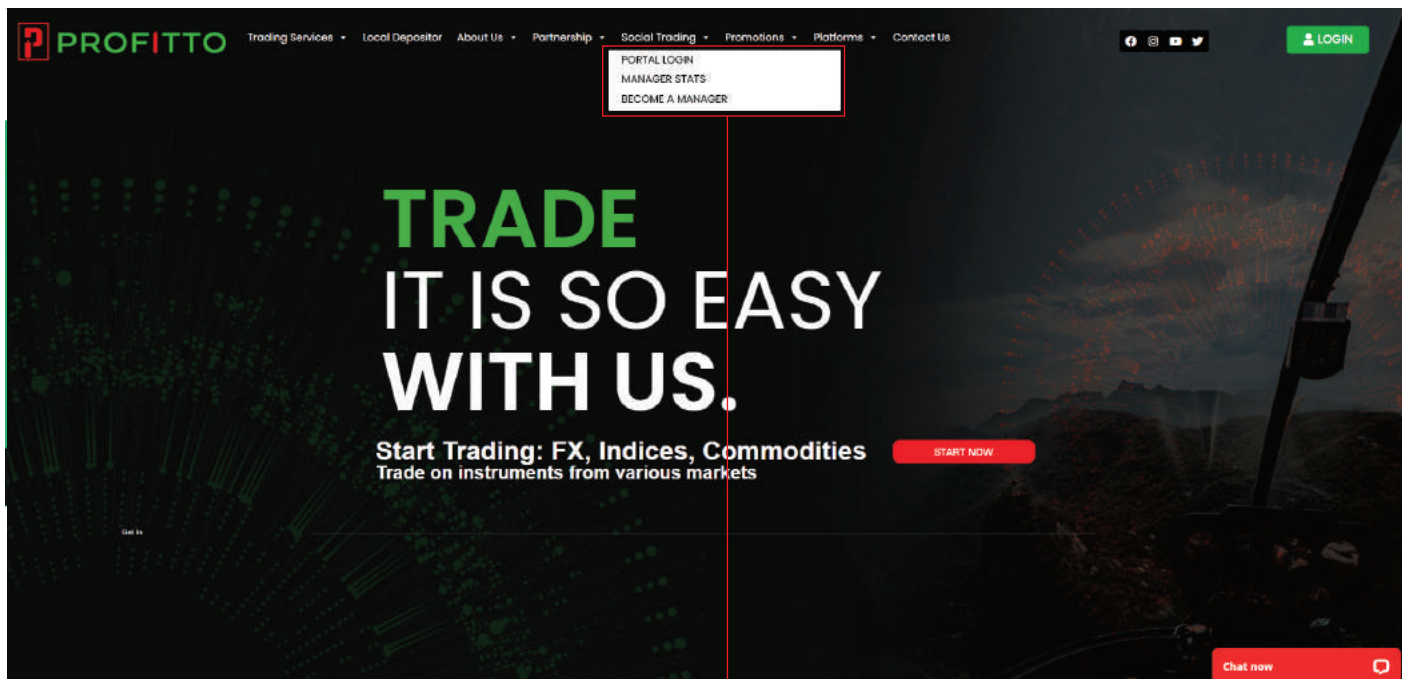 PROFITTO
Trading Services Local Depositor About Us Partnership Social Trading Promotions Platforms Contact Us
LOGIN
PORTAL LOGIN
MANAGER STATS
BECOME A MANAGER
TRADE
IT IS SO EASY
WITH US.
Start Trading: FX, Indices, Commodities
Trade on instruments from various markets
START NOW
Get in
Chat now